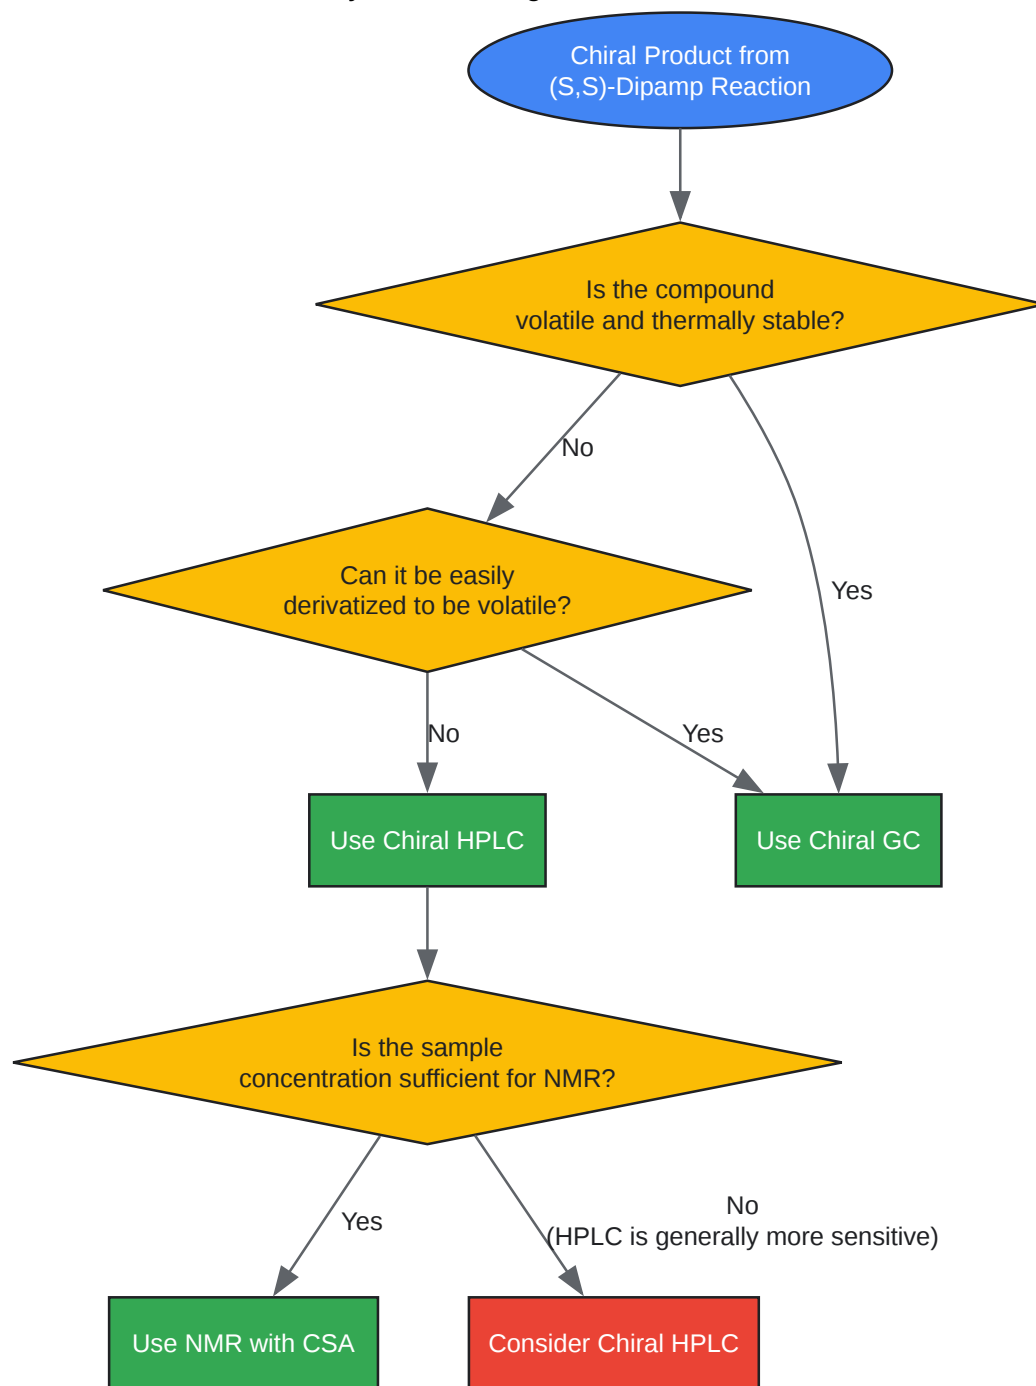 Chiral Product from
(S,S)-Dipamp Reaction
Is the compound
volatile and thermally stable?
No
Can it be easily
derivatized to be volatile?
Yes
No
Yes
Use Chiral HPLC
Use Chiral GC
Is the sample
concentration sufficient for NMR?
Yes
No
(HPLC is generally more sensitive)
Use NMR with CSA
Consider Chiral HPLC